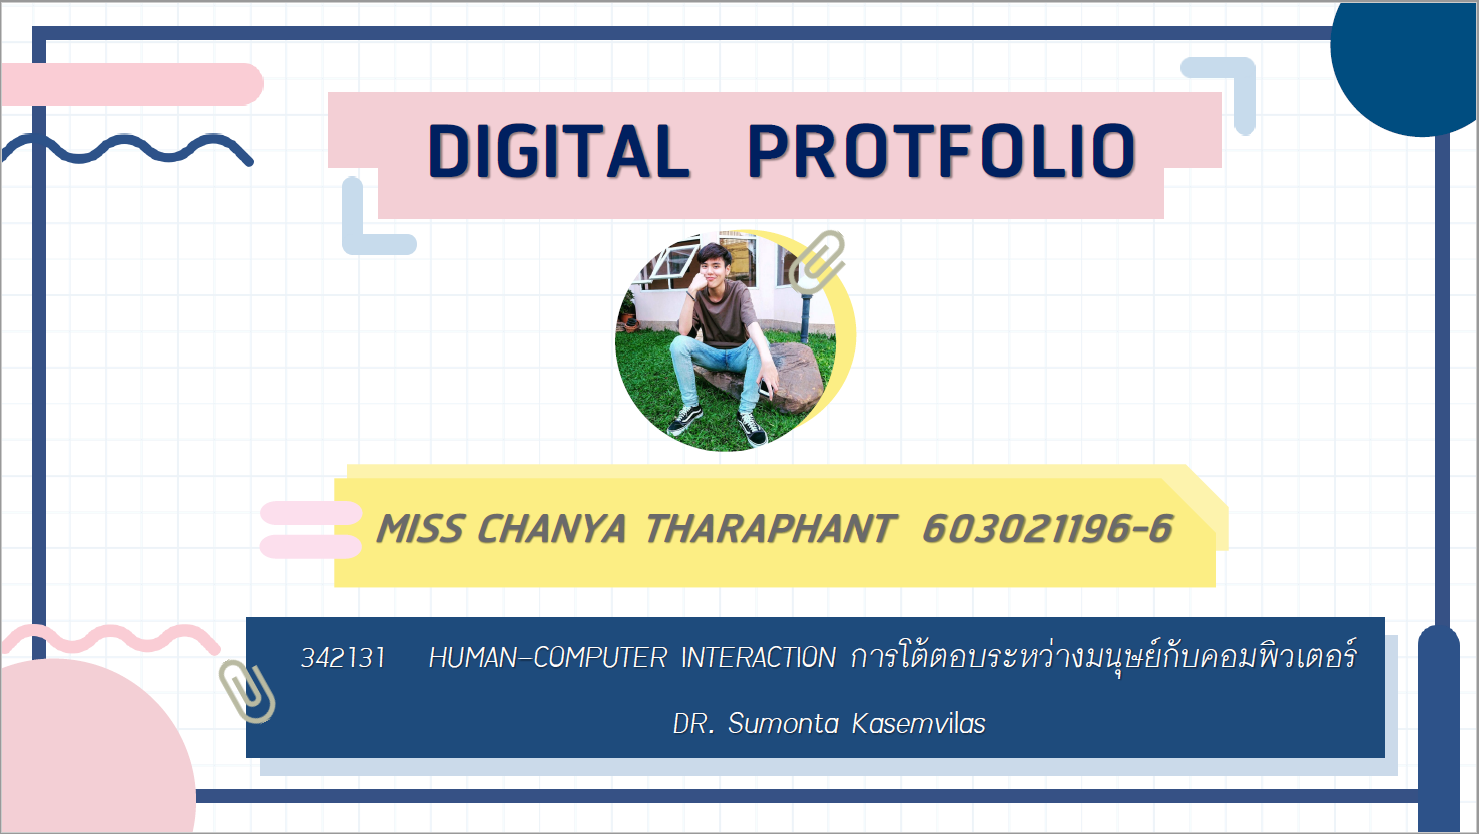 DIGITAL PROTFOLIO
MISS CHANYA THARAPHANT 603021196-6
342131 HUMAN-COMPUTER INTERACTION การโต้ตอบระหว่างมนุษย์กับคอมพิวเตอร์
DR. Sumonta Kasemvilas